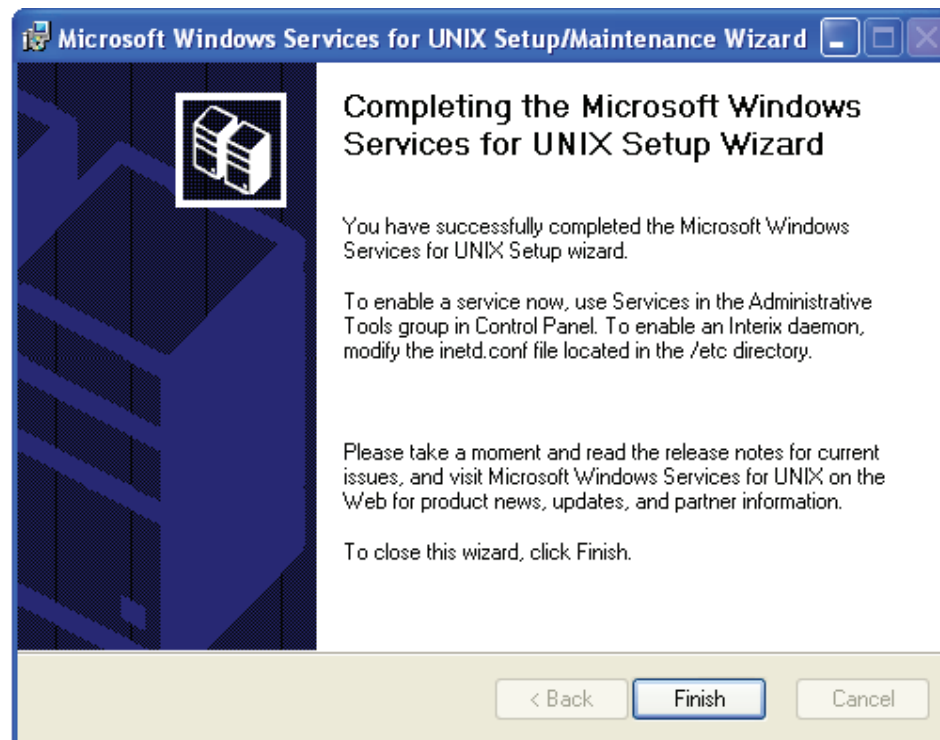 Microsoft Windows Services for UNIX Setup/Maintenance Wizard
Completing the Microsoft Windows
Services for UNIX Setup Wizard
You have successfully completed the Microsoft Windows
Services for UNIX Setup wizard.
To enable a service now, use Services in the Administrative
Tools group in Control Panel. To enable an Interix daemon,
modify the inetd.conf file located in the /etc directory.
Please take a moment and read the release notes for current
issues, and visit Microsoft Windows Services for UNIX on the
Web for product news, updates, and partner information.
To close this wizard, click Finish.
< Back Finish Cancel